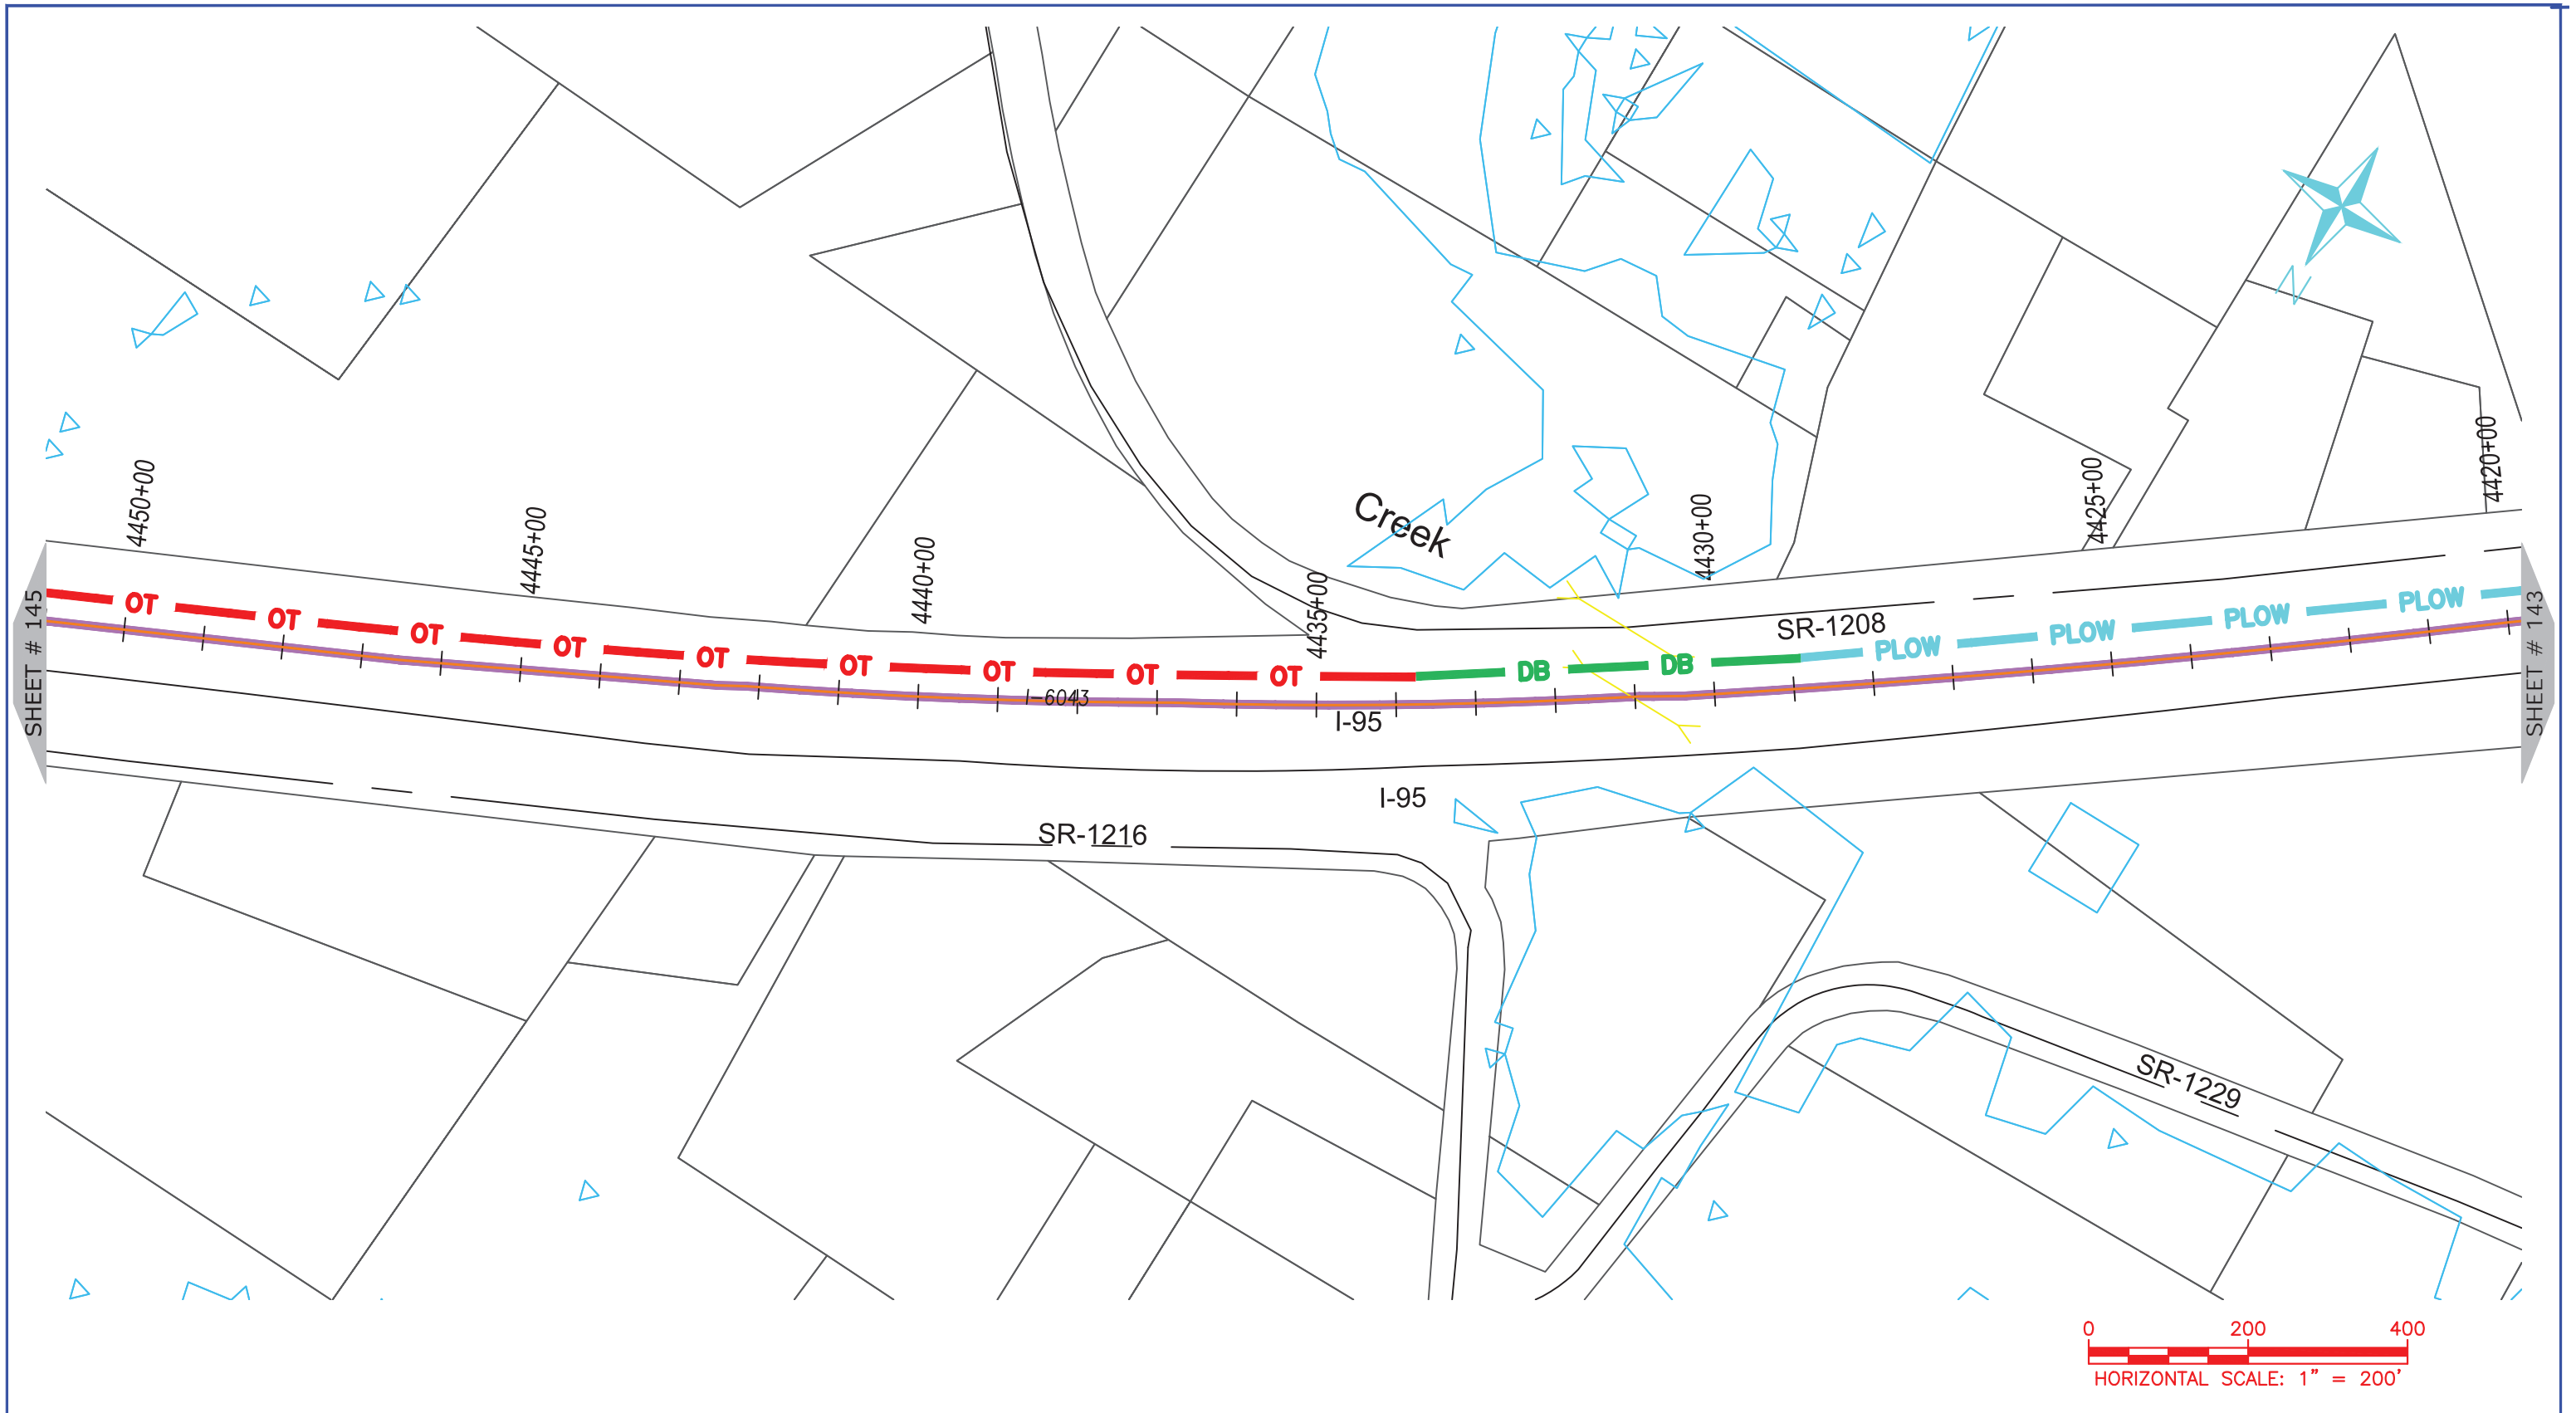 N
4420+00
4450+00
4425+00
4430+00
4445+00
Creek
4440+00
4435+00
SHEET # 145
SHEET # 143
OT OT OT OT OT OT OT OT OT DB DB PLOW PLOW PLOW PLOW
SR-1208
I-6043
I-95
I-95
SR-1216
SR-1229
0 200 400
HORIZONTAL SCALE: 1" = 200'